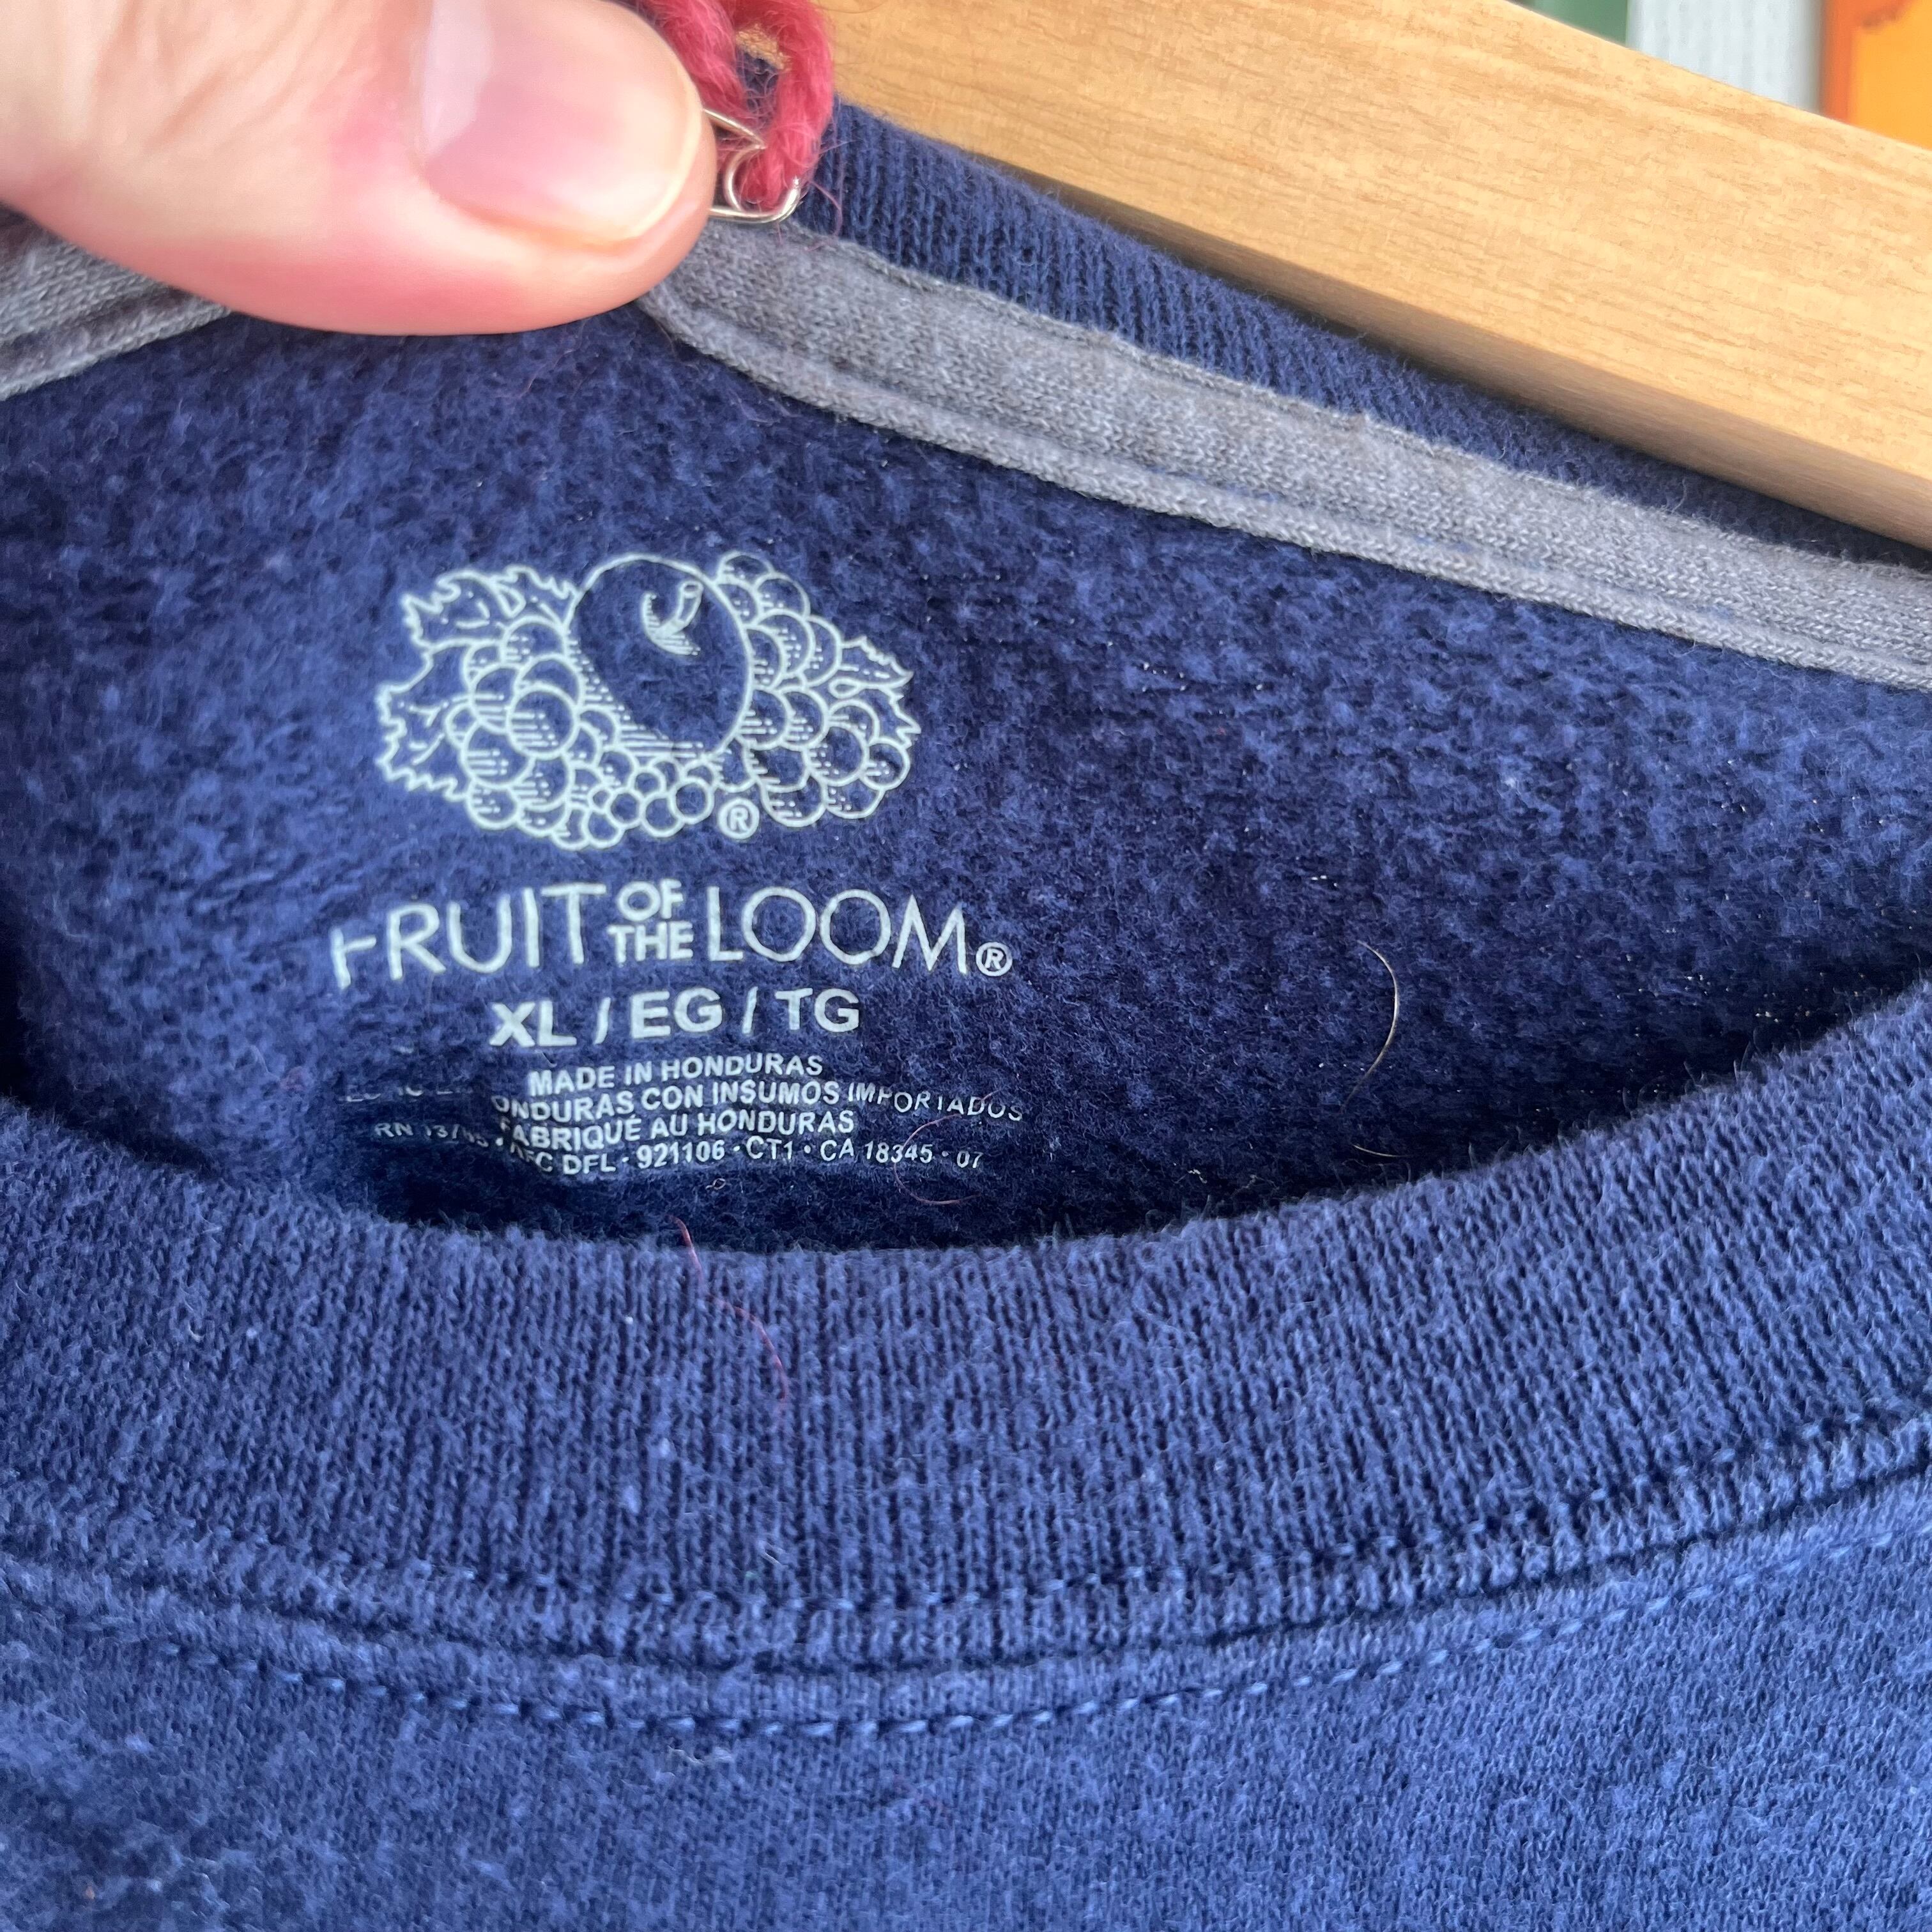 ®
FRUIT OF THE LOOM®
XL / EG / TG
MADE IN HONDURAS
CON INSUMOS IMPORTADOS
FABRIQUÉ AU HONDURAS
RN DFL · 921106 · CT1 · CA 18345 · 07